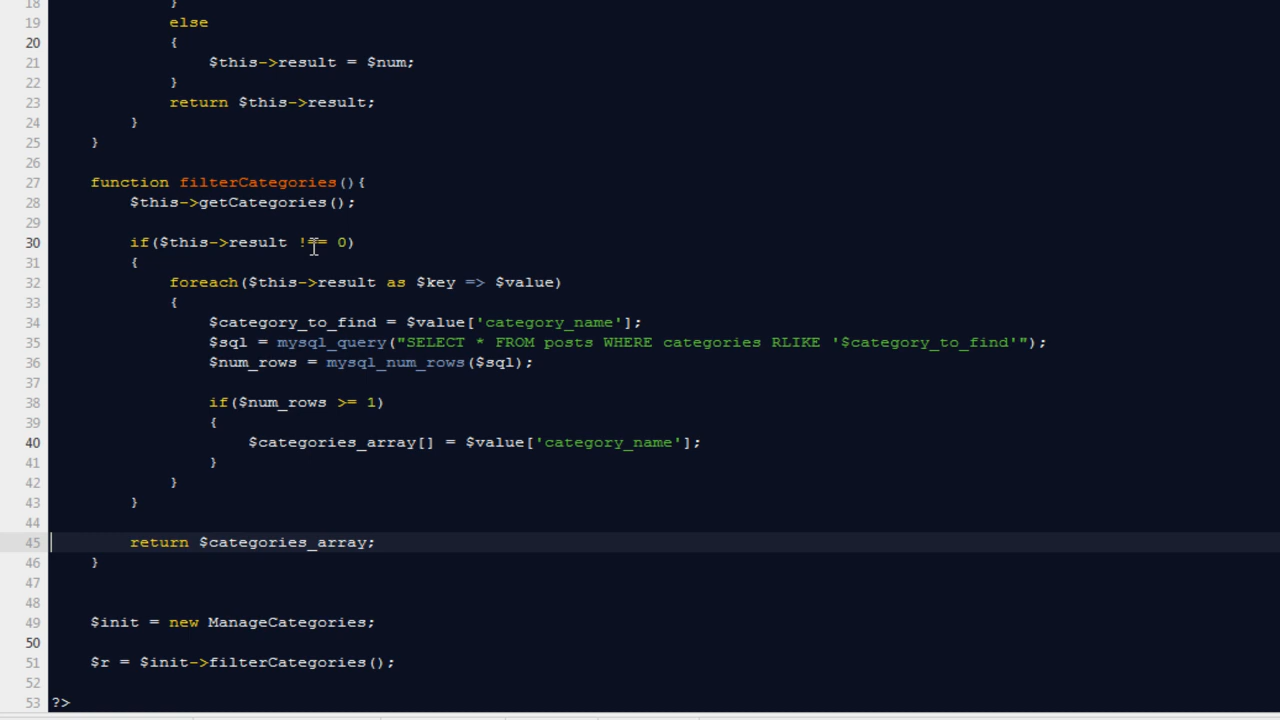 18 }
19 else
20 {
21 $this->result = $num;
22 }
23 return $this->result;
24 }
25 }
26
27 function filterCategories(){
28 $this->getCategories();
29
30 if($this->result !== 0)
31 {
32 foreach($this->result as $key => $value)
33 {
34 $category_to_find = $value['category_name'];
35 $sql = mysql_query("SELECT * FROM posts WHERE categories RLIKE '$category_to_find'");
36 $num_rows = mysql_num_rows($sql);
37
38 if($num_rows >= 1)
39 {
40 $categories_array[] = $value['category_name'];
41 }
42 }
43 }
44
45 return $categories_array;
46 }
47
48
49 $init = new ManageCategories;
50
51 $r = $init->filterCategories();
52
53 ?>